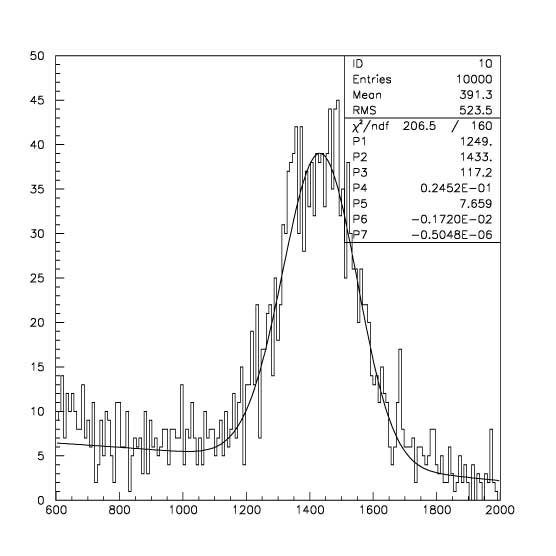 50
45
40
35
30
25
20
15
10
5
0
600 800 1000 1200 1400 1600 1800 2000
ID 10
Entries 10000
Mean 391.3
RMS 523.5
χ²/ndf 206.5 / 160
P1 1249.
P2 1433.
P3 117.2
P4 0.2452E-01
P5 7.659
P6 -0.1720E-02
P7 -0.5048E-06